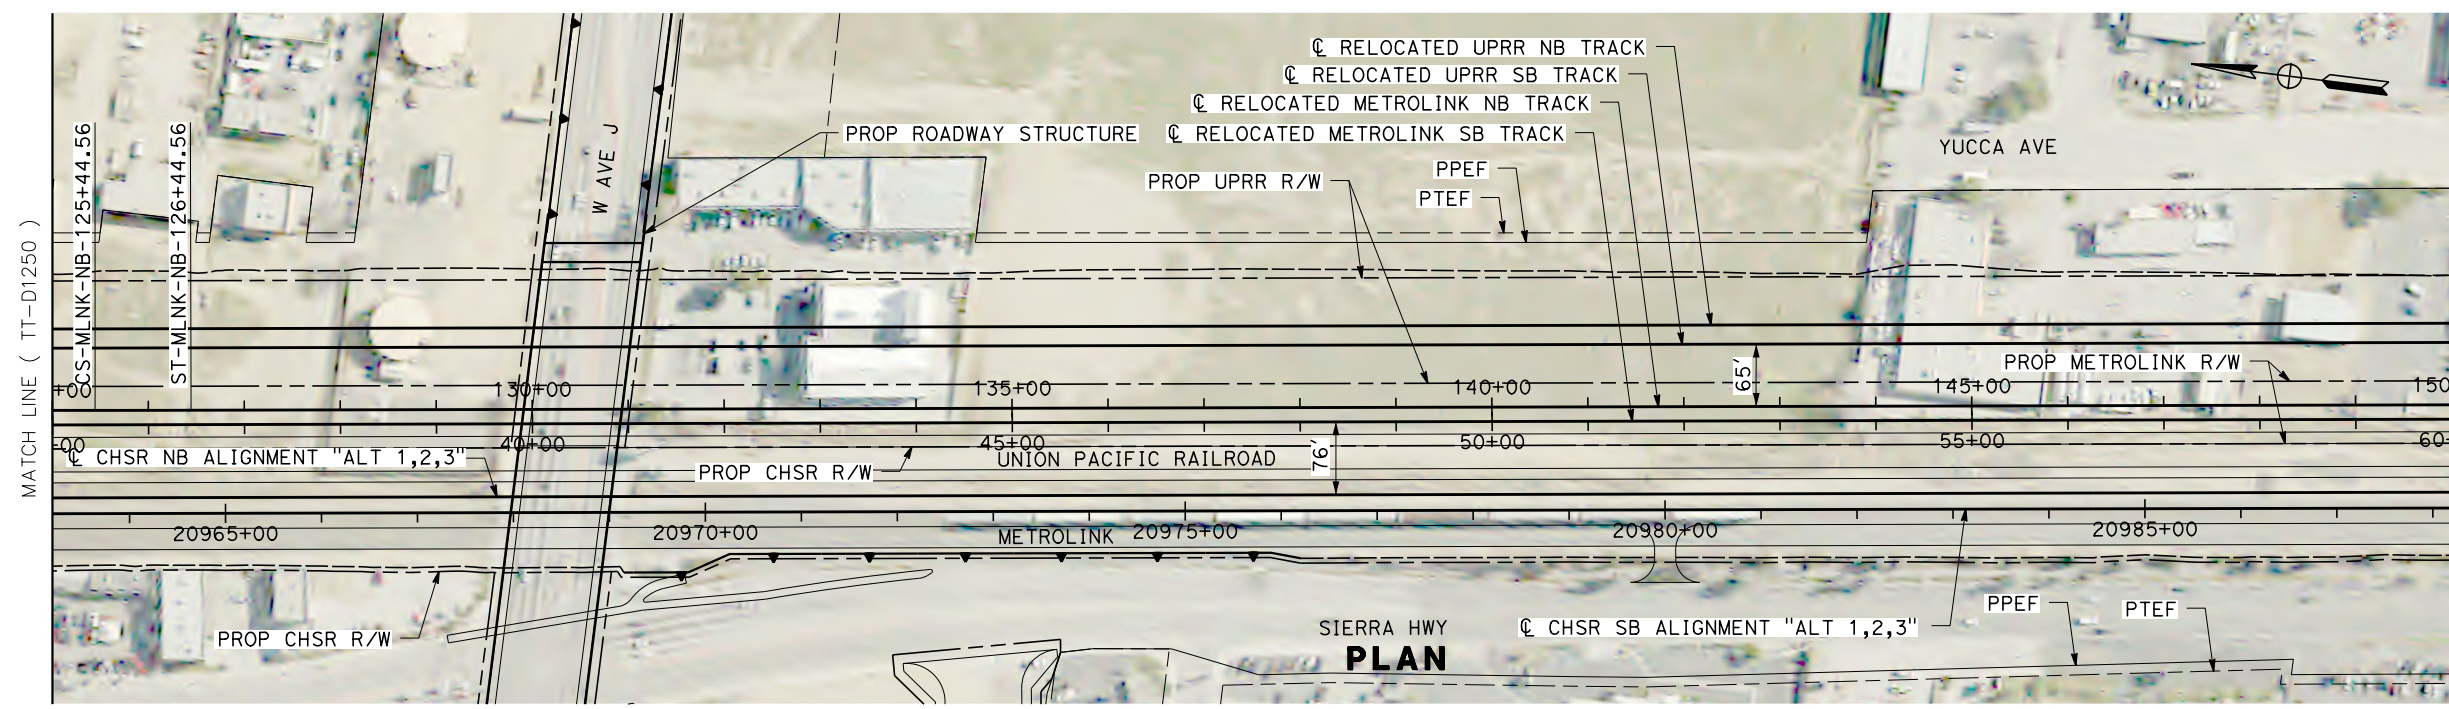 MATCH LINE ( TT-D1250 )
CS-MLNK-NB-125+44.56
ST-MLNK-NB-126+44.56
W AVE J
℄ RELOCATED UPRR NB TRACK
℄ RELOCATED UPRR SB TRACK
℄ RELOCATED METROLINK NB TRACK
PROP ROADWAY STRUCTURE
℄ RELOCATED METROLINK SB TRACK
YUCCA AVE
PPEF
PROP UPRR R/W
PTEF
PROP METROLINK R/W
65'
+00
130+00
135+00
140+00
145+00
150
+00
40+00
45+00
50+00
55+00
60+
℄ CHSR NB ALIGNMENT "ALT 1,2,3"
PROP CHSR R/W
UNION PACIFIC RAILROAD
76'
20965+00
20970+00
METROLINK
20975+00
20980+00
20985+00
PROP CHSR R/W
SIERRA HWY
℄ CHSR SB ALIGNMENT "ALT 1,2,3"
PPEF
PTEF
PLAN